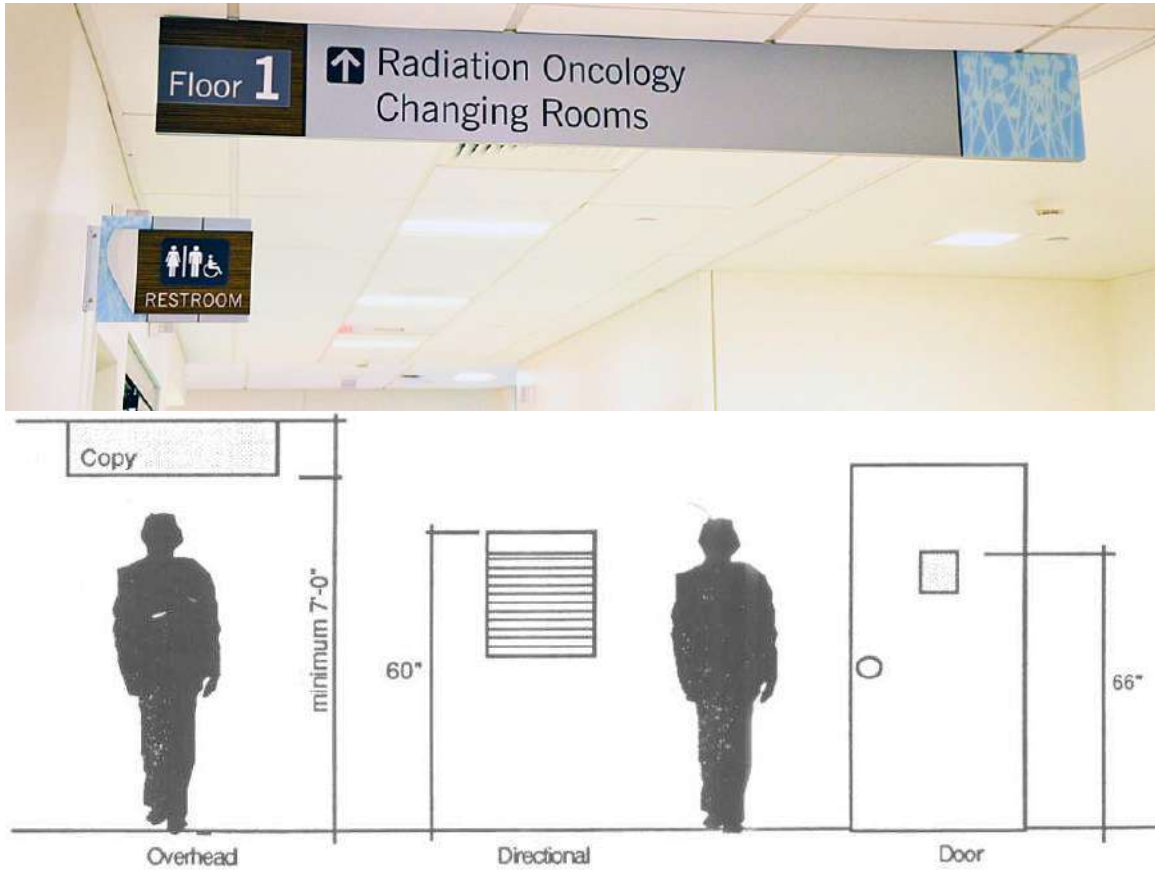 Floor 1
Radiation Oncology
Changing Rooms
RESTROOM
Copy
minimum 7'-0"
60"
66"
Overhead
Directional
Door